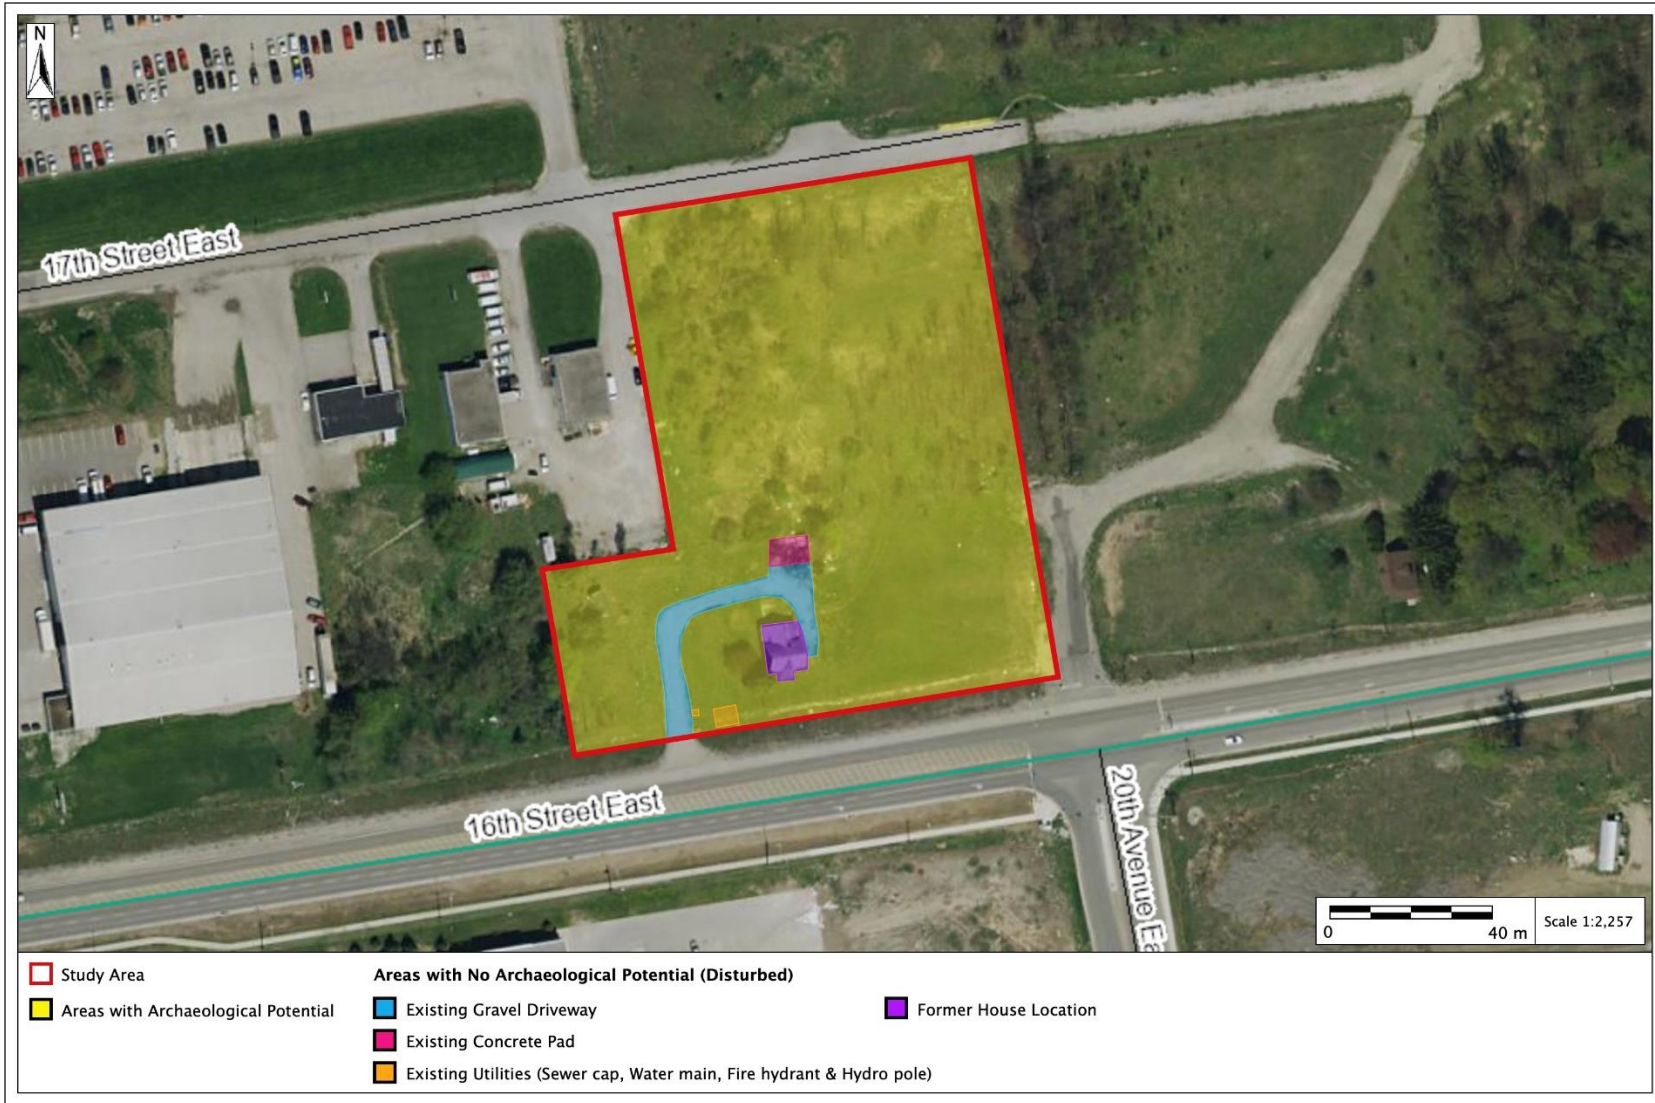 N
17th Street East
16th Street East
20th Avenue Ea
0 40 m
Scale 1:2,257
Study Area
Areas with Archaeological Potential
Areas with No Archaeological Potential (Disturbed)
Existing Gravel Driveway
Existing Concrete Pad
Existing Utilities (Sewer cap, Water main, Fire hydrant & Hydro pole)
Former House Location